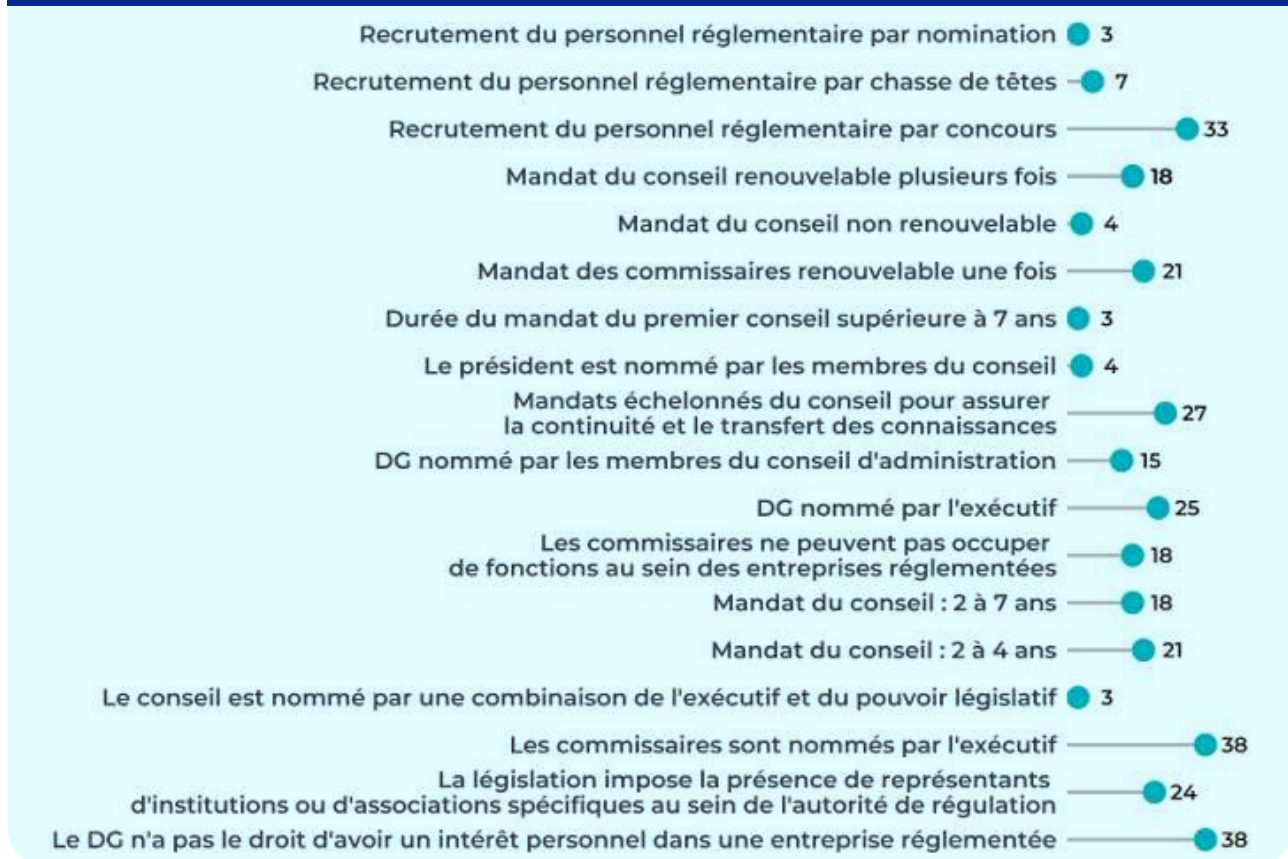 Recrutement du personnel réglementaire par nomination 3
Recrutement du personnel réglementaire par chasse de têtes 7
Recrutement du personnel réglementaire par concours 33
Mandat du conseil renouvelable plusieurs fois 18
Mandat du conseil non renouvelable 4
Mandat des commissaires renouvelable une fois 21
Durée du mandat du premier conseil supérieure à 7 ans 3
Le président est nommé par les membres du conseil 4
Mandats échelonnés du conseil pour assurer
la continuité et le transfert des connaissances 27
DG nommé par les membres du conseil d'administration 15
DG nommé par l'exécutif 25
Les commissaires ne peuvent pas occuper
de fonctions au sein des entreprises réglementées 18
Mandat du conseil : 2 à 7 ans 18
Mandat du conseil : 2 à 4 ans 21
Le conseil est nommé par une combinaison de l'exécutif et du pouvoir législatif 3
Les commissaires sont nommés par l'exécutif 38
La législation impose la présence de représentants
d'institutions ou d'associations spécifiques au sein de l'autorité de régulation 24
Le DG n'a pas le droit d'avoir un intérêt personnel dans une entreprise réglementée 38